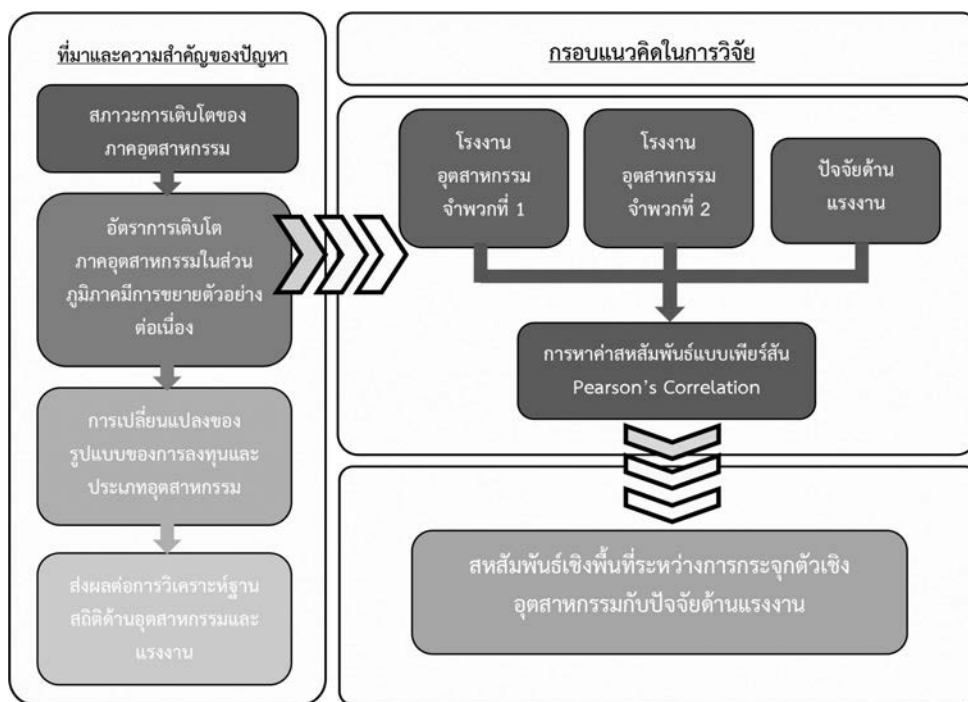 ที่มาและความสำคัญของปัญหา
สภาวะการเติบโตของ
ภาคอุตสาหกรรม
อัตราการเติบโต
ภาคอุตสาหกรรมในส่วน
ภูมิภาคมีการขยายตัวอย่าง
ต่อเนื่อง
การเปลี่ยนแปลงของ
รูปแบบของการลงทุนและ
ประเภทอุตสาหกรรม
ส่งผลต่อการวิเคราะห์ฐาน
สถิติด้านอุตสาหกรรมและ
แรงงาน
กรอบแนวคิดในการวิจัย
โรงงาน
อุตสาหกรรม
จำพวกที่ 1
โรงงาน
อุตสาหกรรม
จำพวกที่ 2
ปัจจัยด้าน
แรงงาน
การหาค่าสหสัมพันธ์แบบเพียร์สัน
Pearson's Correlation
สหสัมพันธ์เชิงพื้นที่ระหว่างการกระจุกตัวเชิง
อุตสาหกรรมกับปัจจัยด้านแรงงาน